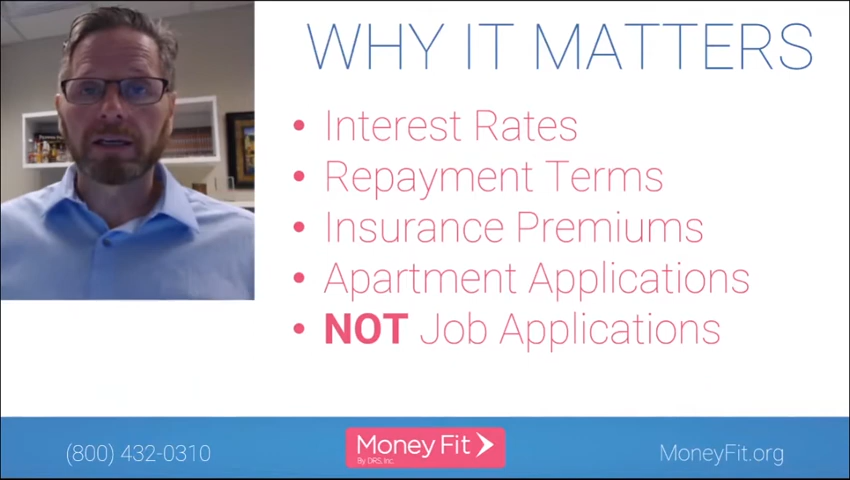 WHY IT MATTERS
• Interest Rates
• Repayment Terms
• Insurance Premiums
• Apartment Applications
• NOT Job Applications
(800) 432-0310
Money Fit
By DRS, Inc.
MoneyFit.org